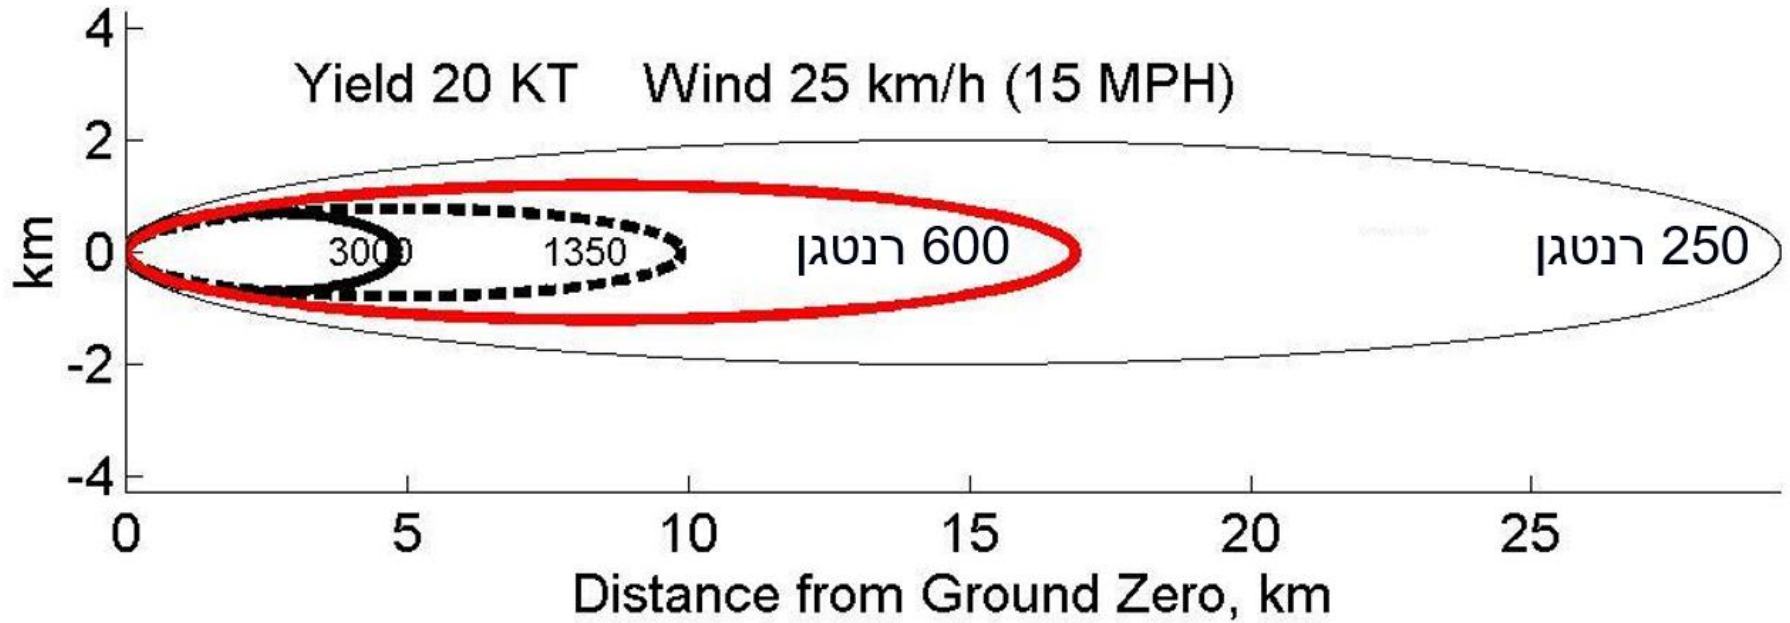 4
Yield 20 KT Wind 25 km/h (15 MPH)
2
km
0
3000
1350
600 רנטגן
250 רנטגן
-2
-4
0 5 10 15 20 25
Distance from Ground Zero, km